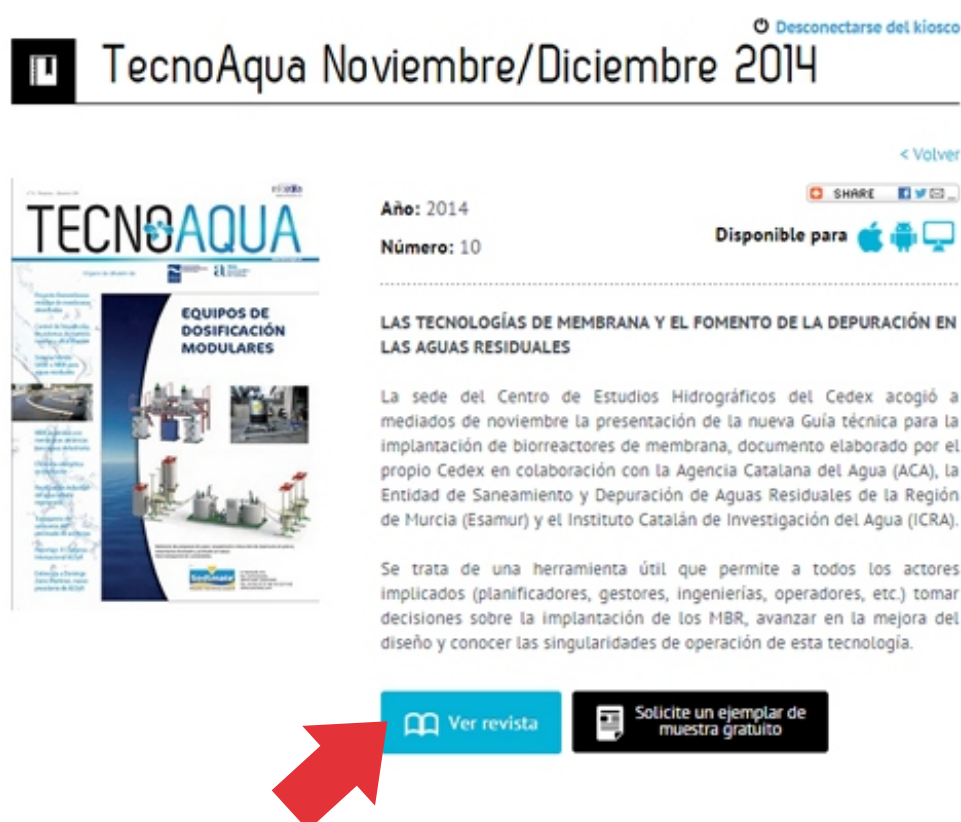 Desconectarse del kiosco
TecnoAqua Noviembre/Diciembre 2014
< Volver
SHARE
Año: 2014
Número: 10
Disponible para
TECNOAQUA
EQUIPOS DE
DOSIFICACIÓN
MODULARES
Sodimate
LAS TECNOLOGÍAS DE MEMBRANA Y EL FOMENTO DE LA DEPURACIÓN EN
LAS AGUAS RESIDUALES
La sede del Centro de Estudios Hidrográficos del Cedex acogió a
mediados de noviembre la presentación de la nueva Guía técnica para la
implantación de biorreactores de membrana, documento elaborado por el
propio Cedex en colaboración con la Agencia Catalana del Agua (ACA), la
Entidad de Saneamiento y Depuración de Aguas Residuales de la Región
de Murcia (Esamur) y el Instituto Catalán de Investigación del Agua (ICRA).
Se trata de una herramienta útil que permite a todos los actores
implicados (planificadores, gestores, ingenierías, operadores, etc.) tomar
decisiones sobre la implantación de los MBR, avanzar en la mejora del
diseño y conocer las singularidades de operación de esta tecnología.
Ver revista
Solicite un ejemplar de
muestra gratuito